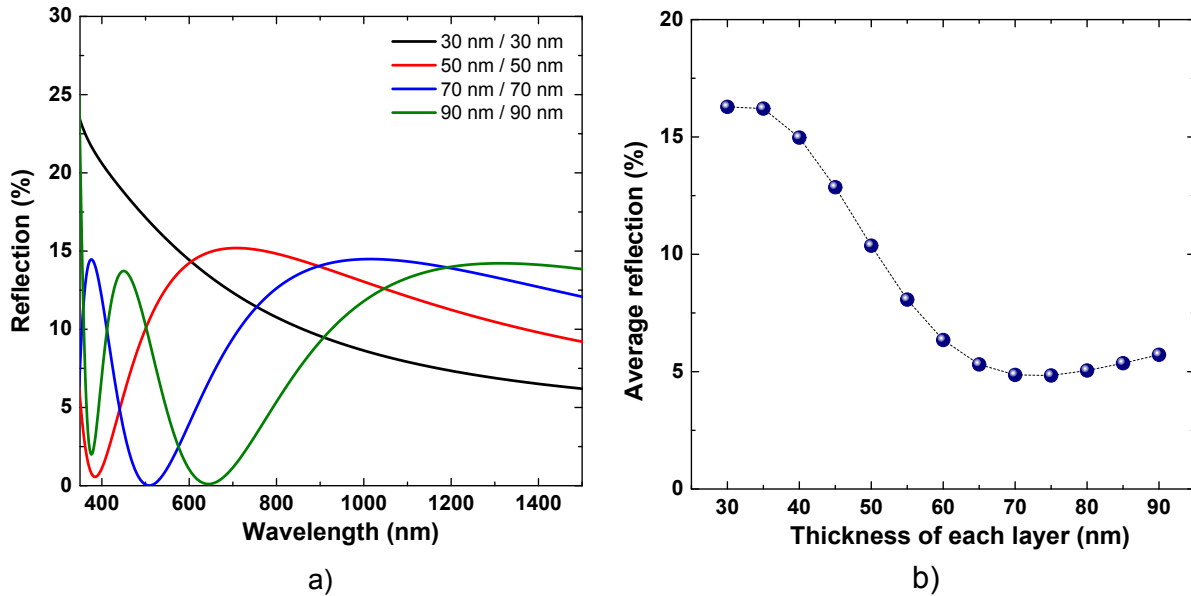 30
25
20
15
10
5
0
Reflection (%)
30 nm / 30 nm
50 nm / 50 nm
70 nm / 70 nm
90 nm / 90 nm
400 600 800 1000 1200 1400
Wavelength (nm)
a)
20
15
10
5
0
Average reflection (%)
30 40 50 60 70 80 90
Thickness of each layer (nm)
b)